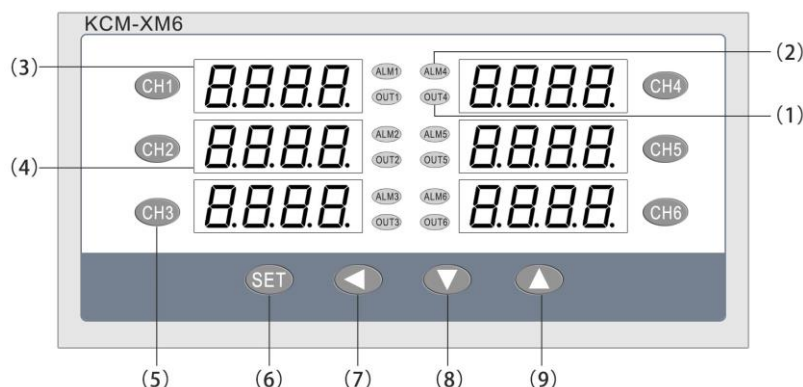 KCM-XM6
(3) CH1 8.8.8.8. ALM1 ALM4 8.8.8.8. CH4 (2)
OUT1 OUT4 (1)
CH2 8.8.8.8. ALM2 ALM5 8.8.8.8. CH5
(4) OUT2 OUT5
CH3 8.8.8.8. ALM3 ALM6 8.8.8.8. CH6
OUT3 OUT6
SET
(5) (6) (7) (8) (9)